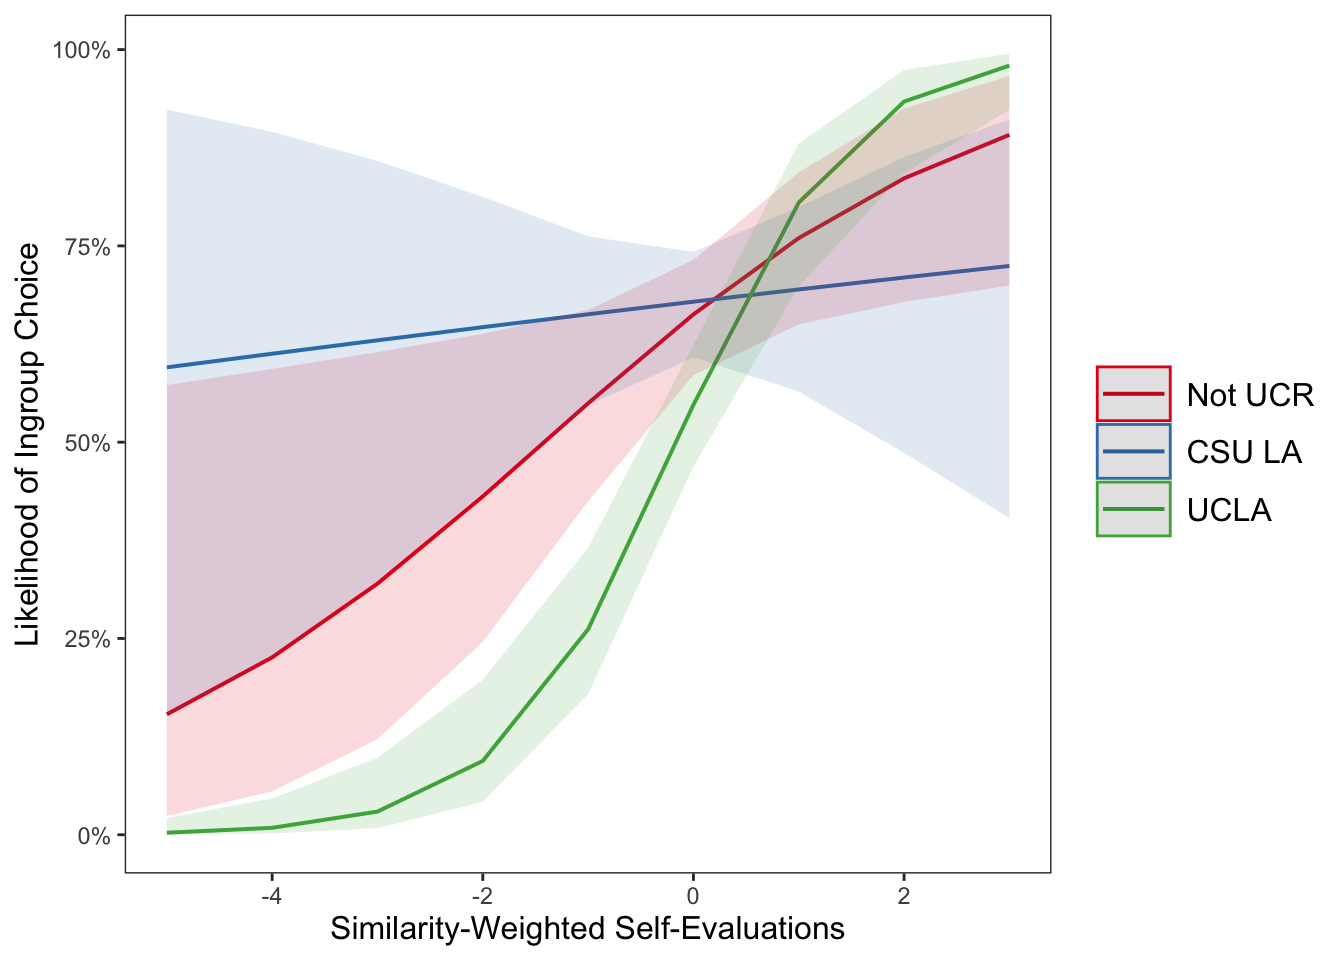 100%
75%
50%
25%
0%
-4
-2
0
2
Likelihood of Ingroup Choice
Similarity-Weighted Self-Evaluations
Not UCR
CSU LA
UCLA